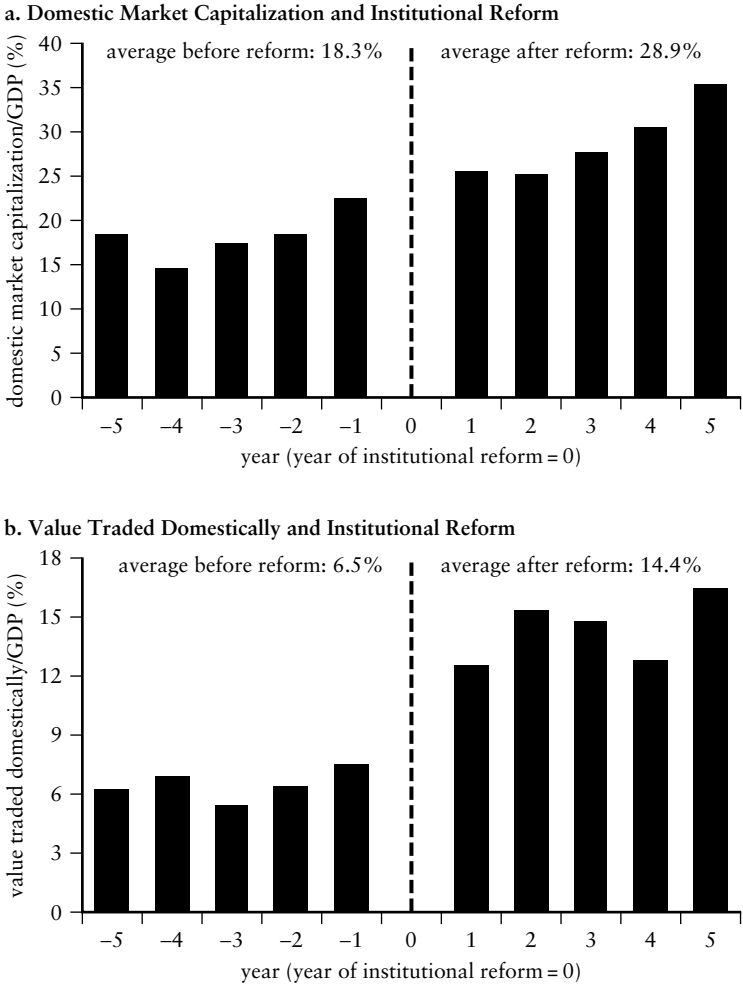 a. Domestic Market Capitalization and Institutional Reform
domestic market capitalization/GDP (%)
40
35
30
25
20
15
10
5
0
average before reform: 18.3%
average after reform: 28.9%
–5 –4 –3 –2 –1 0 1 2 3 4 5
year (year of institutional reform = 0)
b. Value Traded Domestically and Institutional Reform
value traded domestically/GDP (%)
18
15
12
9
6
3
0
average before reform: 6.5%
average after reform: 14.4%
–5 –4 –3 –2 –1 0 1 2 3 4 5
year (year of institutional reform = 0)